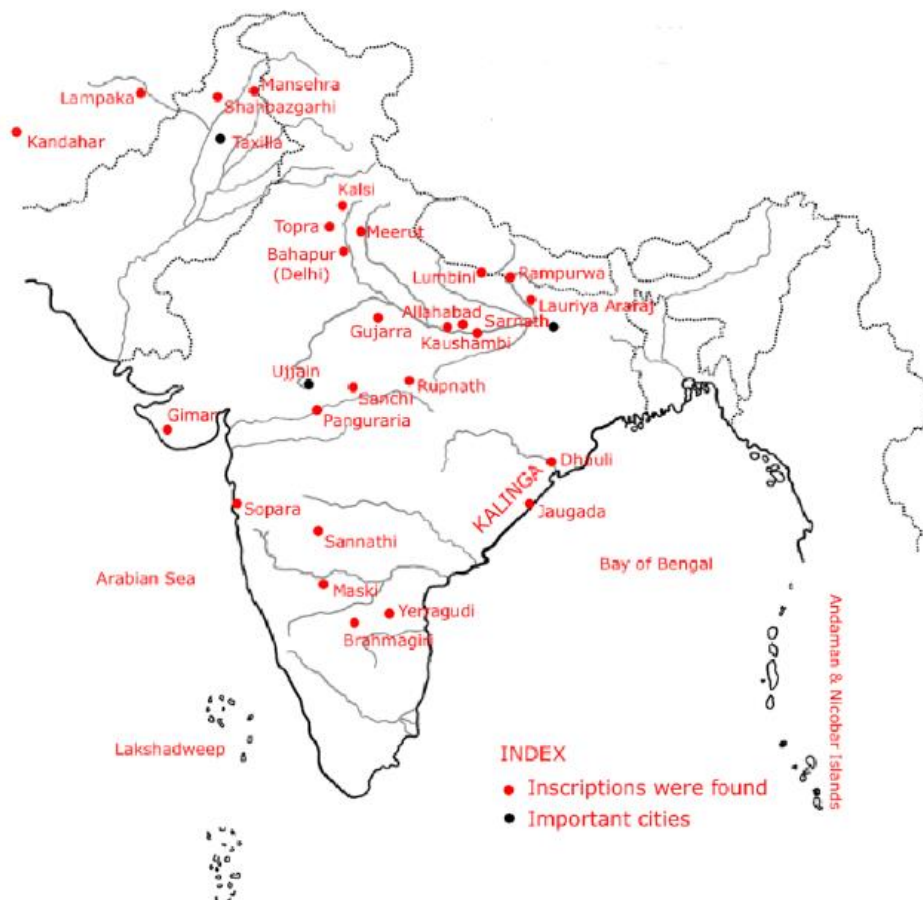 Mansehra
Lampaka
Shahbazgarhi
Kandahar
Taxilla
Kalsi
Topra
Meerut
Bahapur
(Delhi)
Lumbini
Rampurwa
Lauriya Araraj
Allahabad
Sarnath
Gujarra
Kaushambi
Ujjain
Rupnath
Sanchi
Girnar
Panguraria
Dhauli
KALINGA
Jaugada
Sopara
Sannathi
Bay of Bengal
Arabian Sea
Maski
Yerragudi
Brahmagiri
Andaman & Nicobar Islands
Lakshadweep
INDEX
Inscriptions were found
Important cities